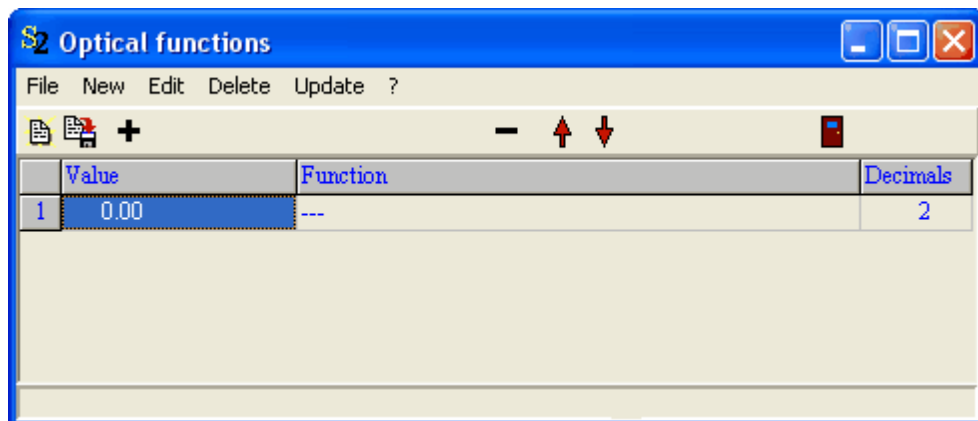 S2 Optical functions
File New Edit Delete Update ?
Value Function Decimals
1 0.00 --- 2